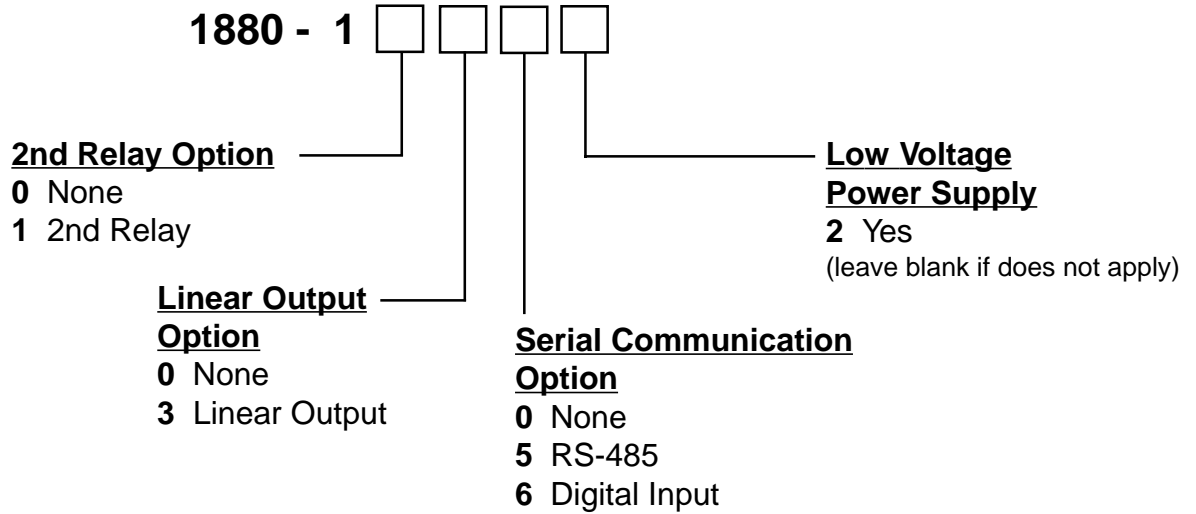 1880 - 1
2nd Relay Option
0 None
1 2nd Relay
Linear Output
Option
0 None
3 Linear Output
Serial Communication
Option
0 None
5 RS-485
6 Digital Input
Low Voltage
Power Supply
2 Yes
(leave blank if does not apply)